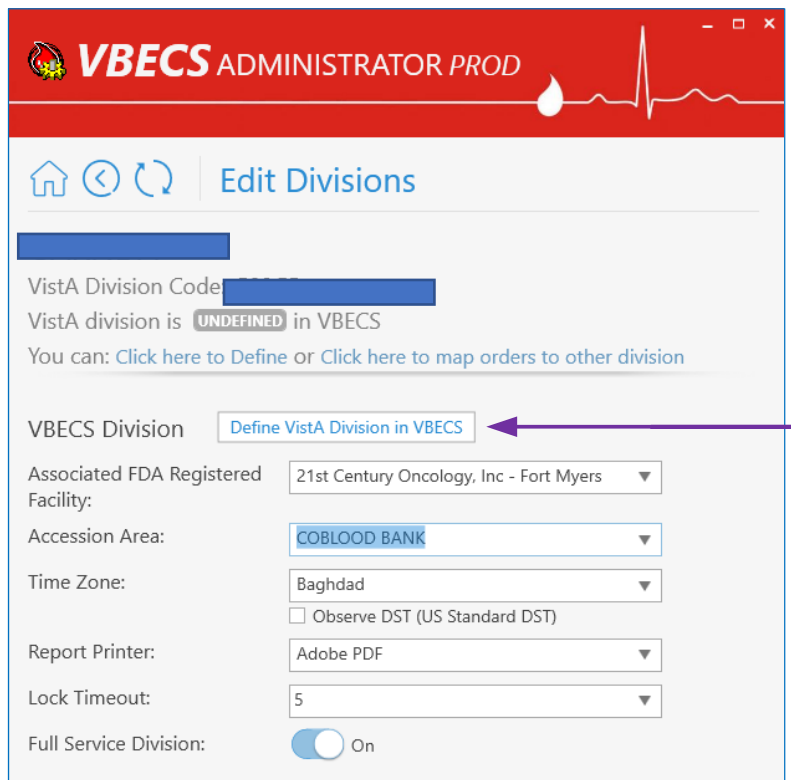 VBECS ADMINISTRATOR PROD
Edit Divisions
VistA Division Code:
VistA division is UNDEFINED in VBECS
You can: Click here to Define or Click here to map orders to other division
VBECS Division Define VistA Division in VBECS
Associated FDA Registered Facility: 21st Century Oncology, Inc - Fort Myers
Accession Area: COBLOOD BANK
Time Zone: Baghdad
Observe DST (US Standard DST)
Report Printer: Adobe PDF
Lock Timeout: 5
Full Service Division: On